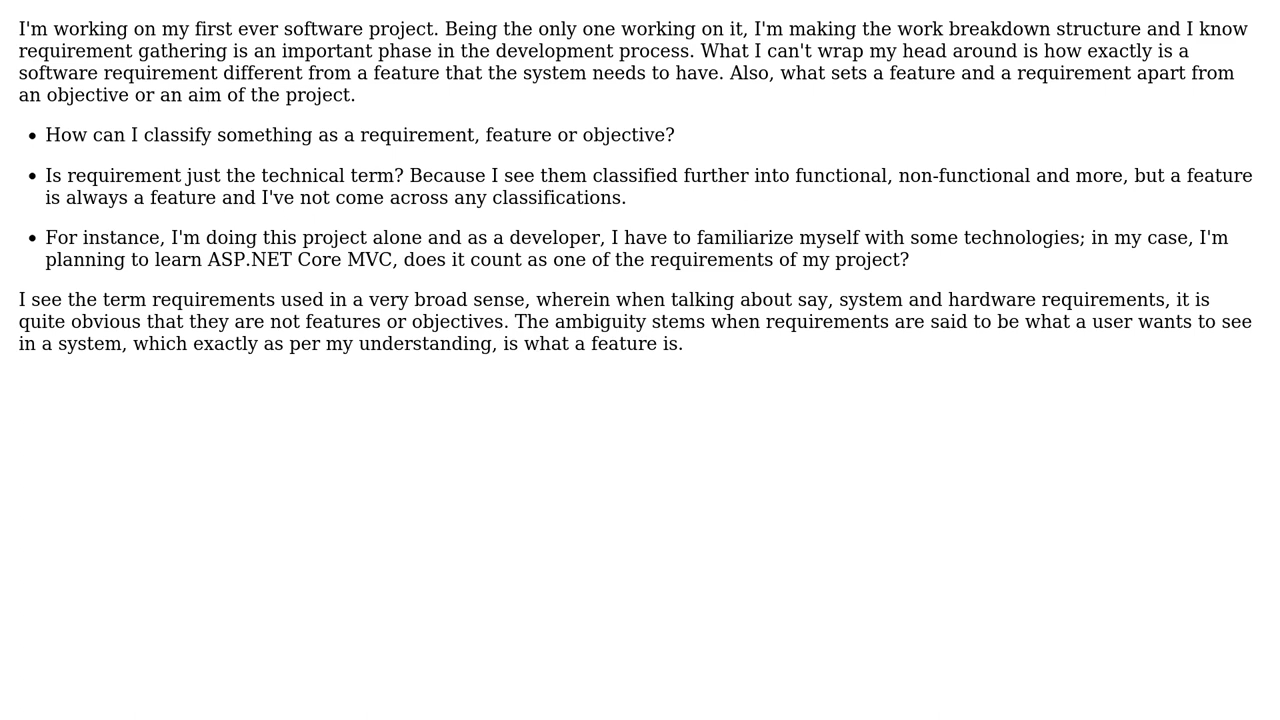 I'm working on my first ever software project. Being the only one working on it, I'm making the work breakdown structure and I know
requirement gathering is an important phase in the development process. What I can't wrap my head around is how exactly is a
software requirement different from a feature that the system needs to have. Also, what sets a feature and a requirement apart from
an objective or an aim of the project.
• How can I classify something as a requirement, feature or objective?
• Is requirement just the technical term? Because I see them classified further into functional, non-functional and more, but a feature
is always a feature and I've not come across any classifications.
• For instance, I'm doing this project alone and as a developer, I have to familiarize myself with some technologies; in my case, I'm
planning to learn ASP.NET Core MVC, does it count as one of the requirements of my project?
I see the term requirements used in a very broad sense, wherein when talking about say, system and hardware requirements, it is
quite obvious that they are not features or objectives. The ambiguity stems when requirements are said to be what a user wants to see
in a system, which exactly as per my understanding, is what a feature is.